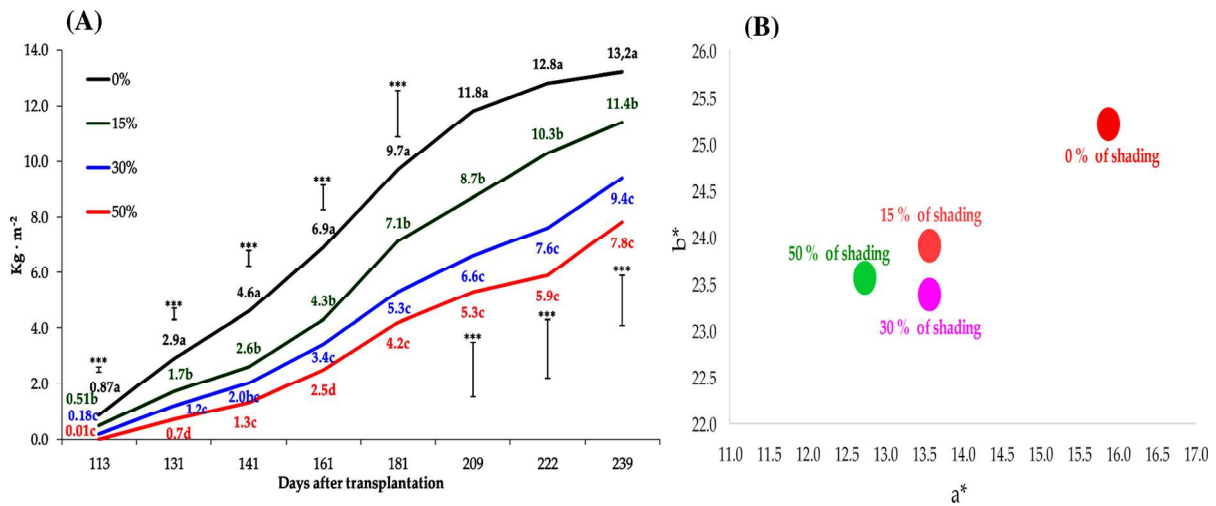 (A)
14.0
12.0
10.0
8.0
6.0
4.0
2.0
0.0
Kg · m⁻²
0%
15%
30%
50%
***
***
***
***
***
***
***
***
0.87a
2.9a
4.6a
6.9a
9.7a
11.8a
12.8a
13,2a
0.51b
1.7b
2.6b
4.3b
7.1b
8.7b
10.3b
11.4b
0.18c
1.2c
2.0bc
3.4c
5.3c
6.6c
7.6c
9.4c
0.01c
0.7d
1.3c
2.5d
4.2c
5.3c
5.9c
7.8c
113 131 141 161 181 209 222 239
Days after transplantation
(B)
26.0
25.5
25.0
24.5
24.0
23.5
23.0
22.5
22.0
b*
0 % of shading
15 % of shading
50 % of shading
30 % of shading
11.0 11.5 12.0 12.5 13.0 13.5 14.0 14.5 15.0 15.5 16.0 16.5 17.0
a*